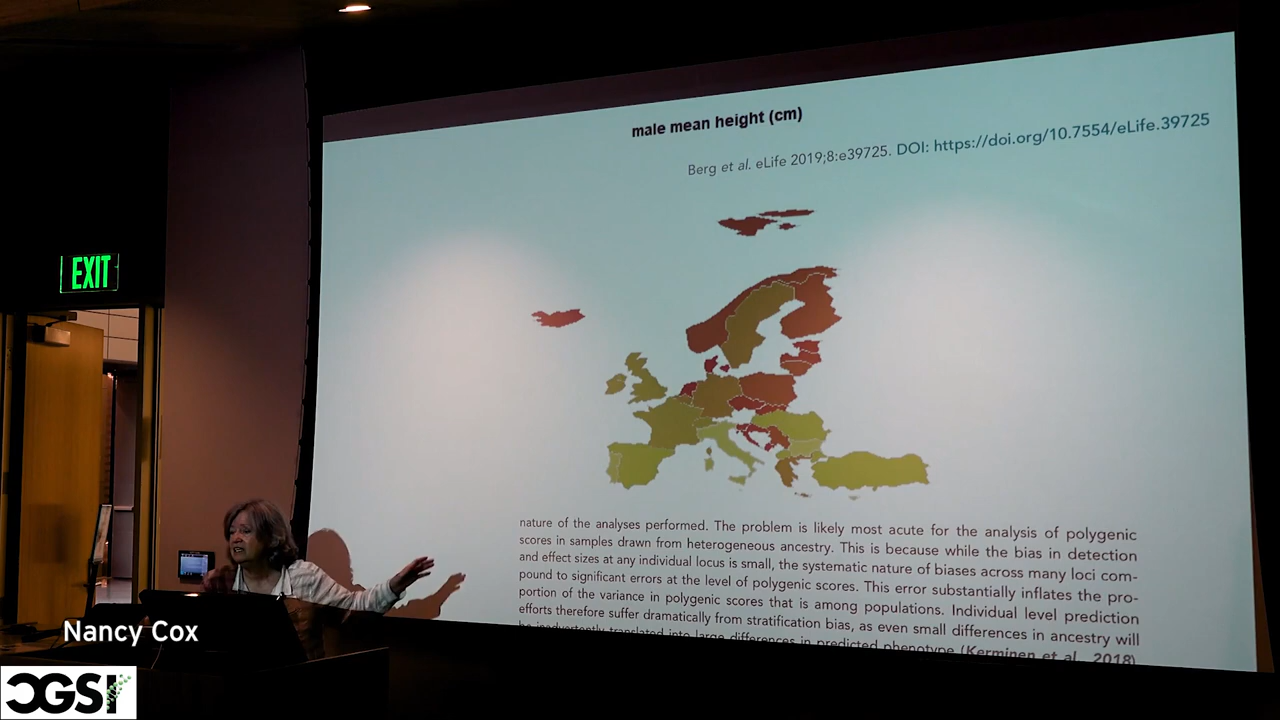 male mean height (cm)
Berg et al. eLife 2019;8:e39725. DOI: https://doi.org/10.7554/eLife.39725
EXIT
nature of the analyses performed. The problem is likely most acute for the analysis of polygenic
scores in samples drawn from heterogeneous ancestry. This is because while the bias in detection
and effect sizes at any individual locus is small, the systematic nature of biases across many loci com-
pound to significant errors at the level of polygenic scores. This error substantially inflates the pro-
portion of the variance in polygenic scores that is among populations. Individual level prediction
efforts therefore suffer dramatically from stratification bias, as even small differences in ancestry will
be inadvertently translated into large differences in predicted phenotype (Kerminen et al., 2018)
Nancy Cox
CGSI